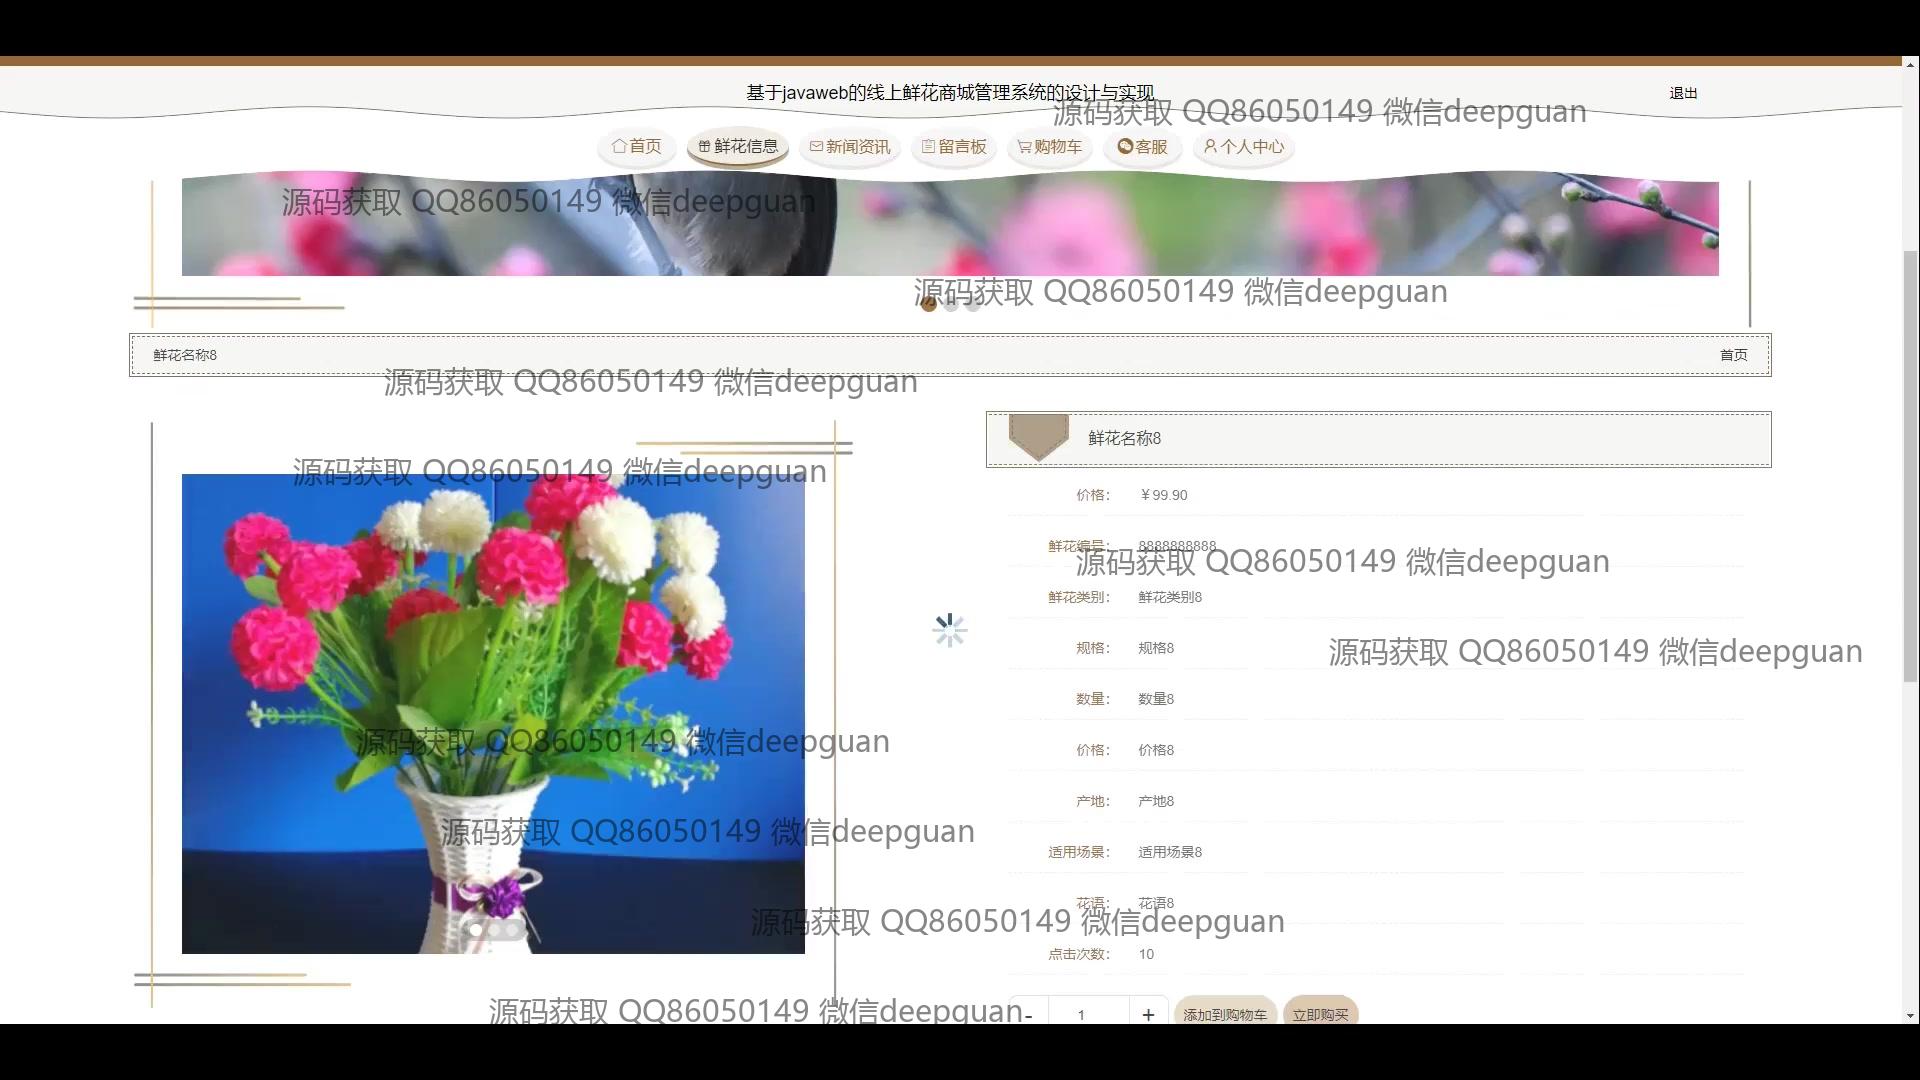 基于javaweb的线上鲜花商城管理系统的设计与实现
退出
源码获取 QQ86050149 微信deepguan
首页 鲜花信息 新闻资讯 留言板 购物车 客服 个人中心
源码获取 QQ86050149 微信deepguan
源码获取 QQ86050149 微信deepguan
鲜花名称8
首页
源码获取 QQ86050149 微信deepguan
鲜花名称8
源码获取 QQ86050149 微信deepguan
价格： ￥99.90
鲜花编号： 8888888888
源码获取 QQ86050149 微信deepguan
鲜花类别： 鲜花类别8
规格： 规格8
源码获取 QQ86050149 微信deepguan
数量： 数量8
源码获取 QQ86050149 微信deepguan
价格： 价格8
产地： 产地8
源码获取 QQ86050149 微信deepguan
适用场景： 适用场景8
花语： 花语8
源码获取 QQ86050149 微信deepguan
点击次数： 10
源码获取 QQ86050149 微信deepguan
- 1 + 添加到购物车 立即购买